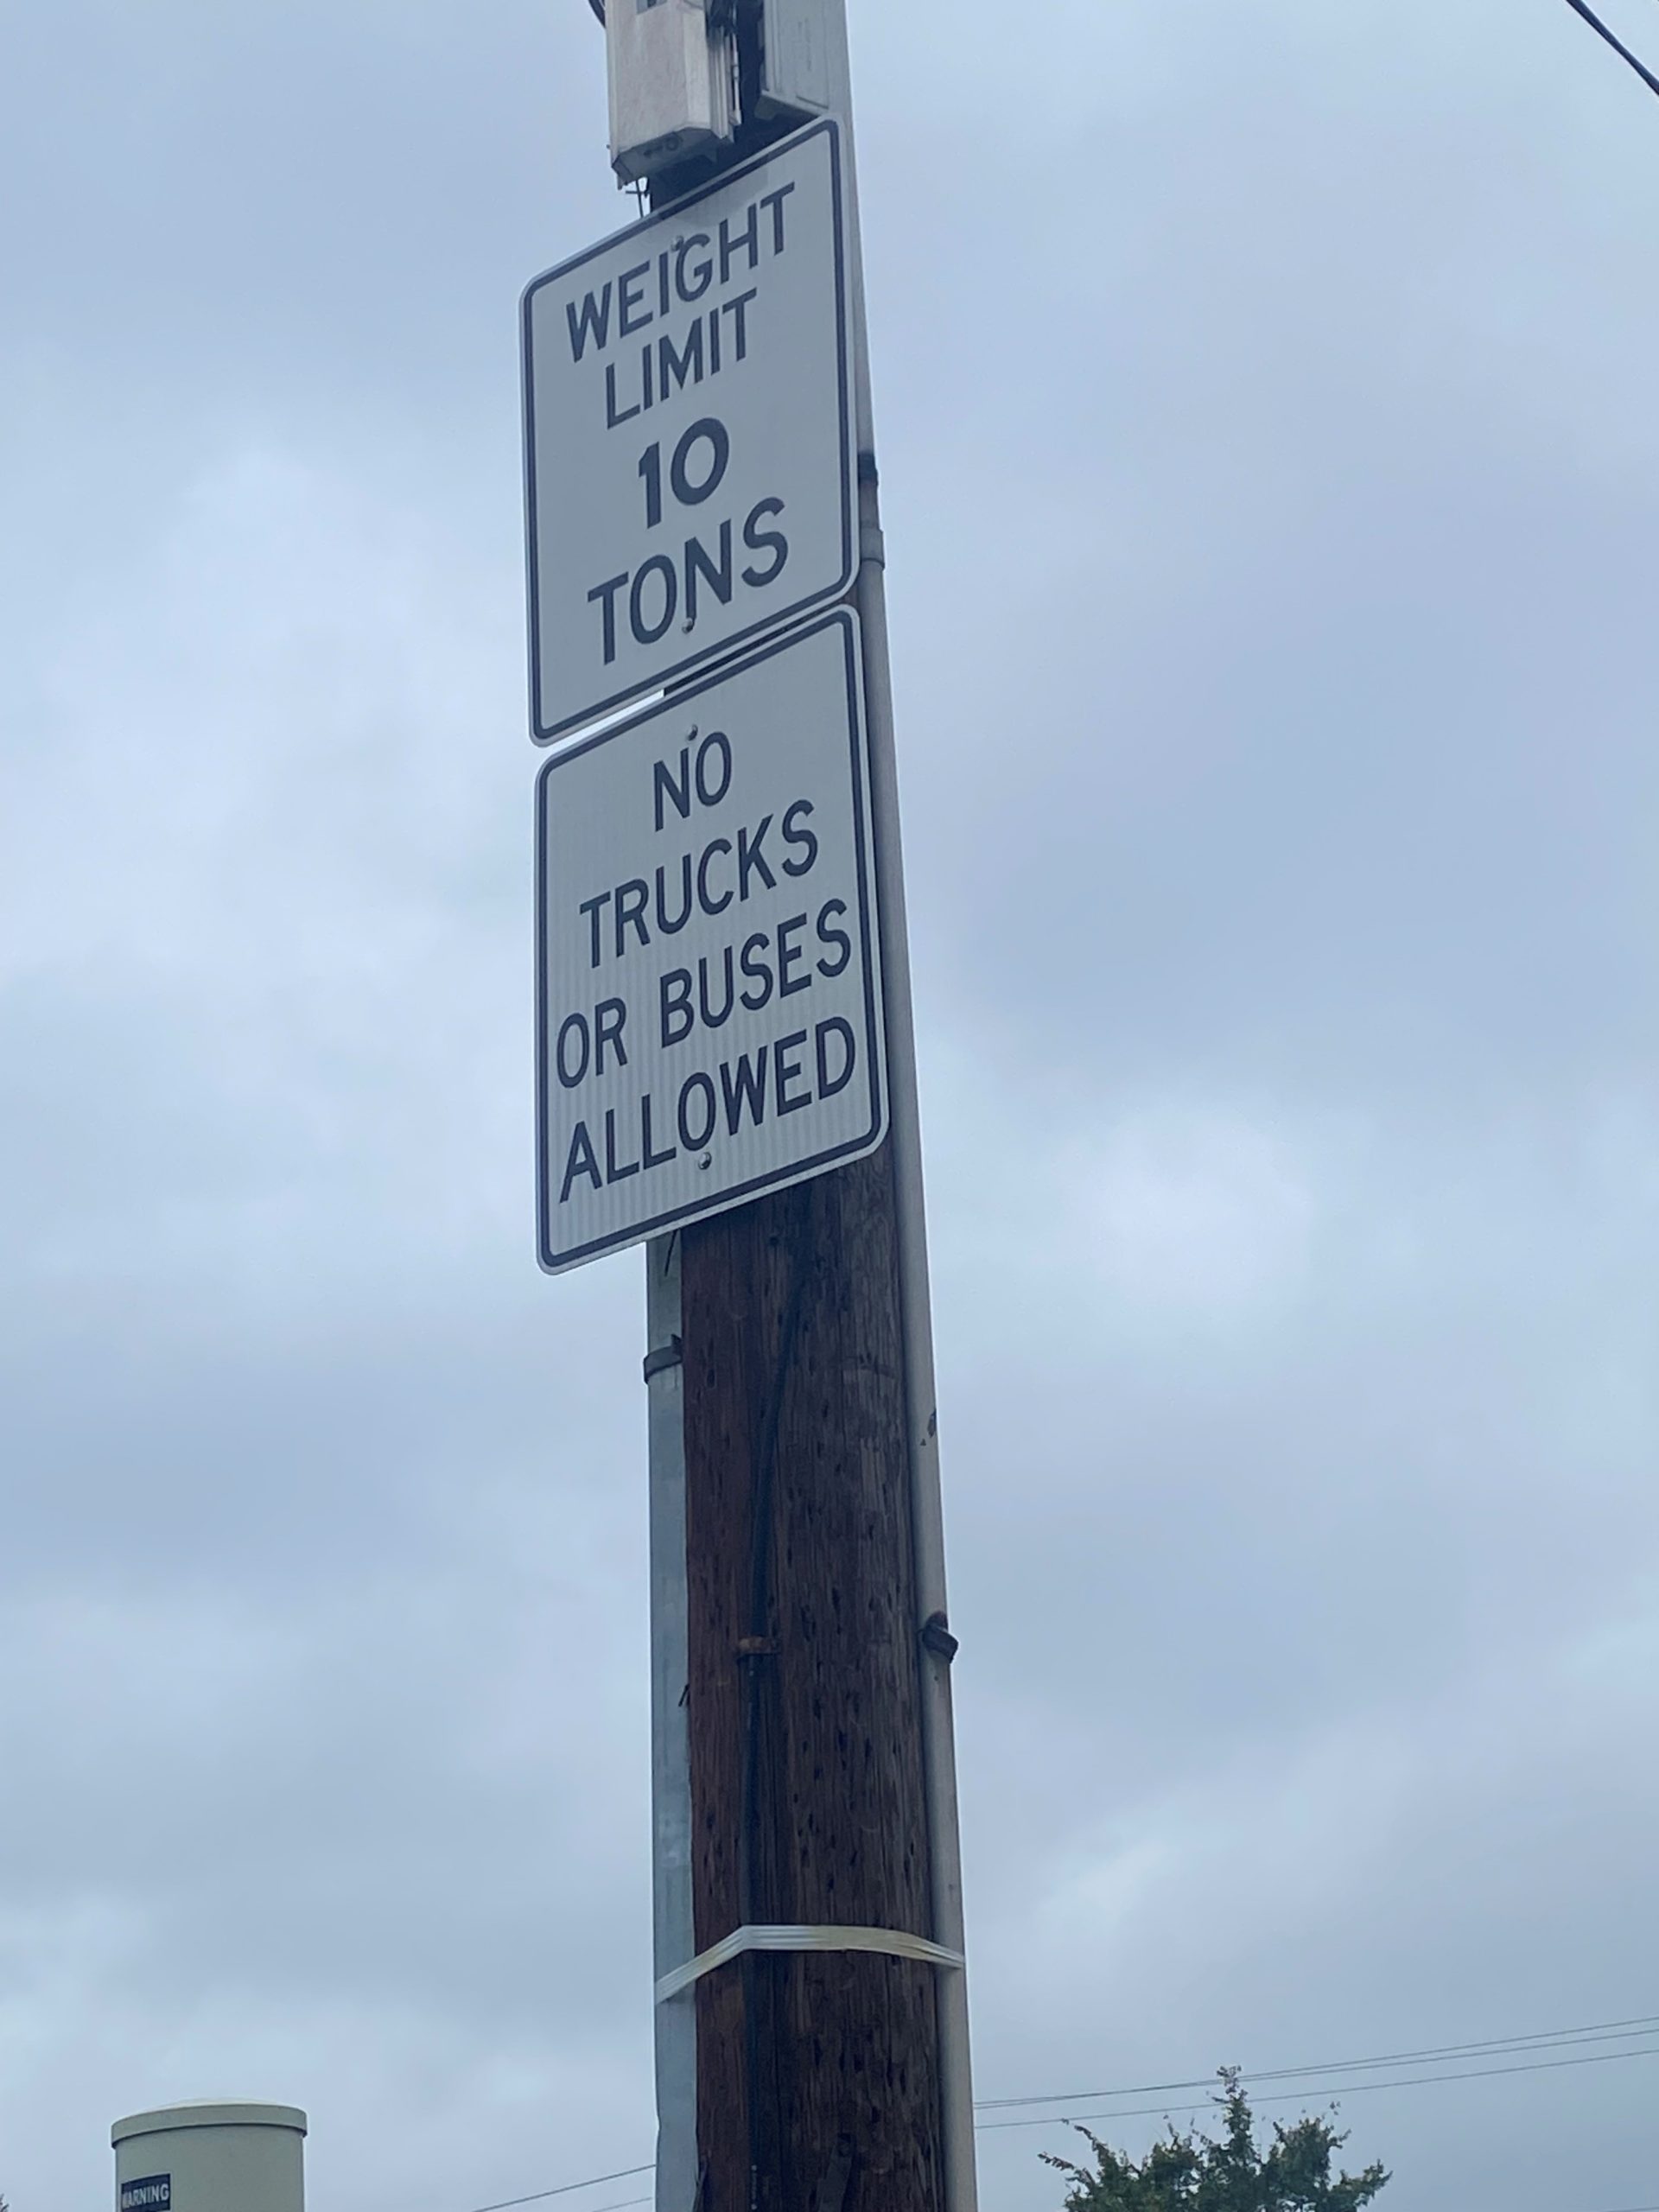 WEIGHT
LIMIT
10
TONS
NO
TRUCKS
OR BUSES
ALLOWED
WARNING